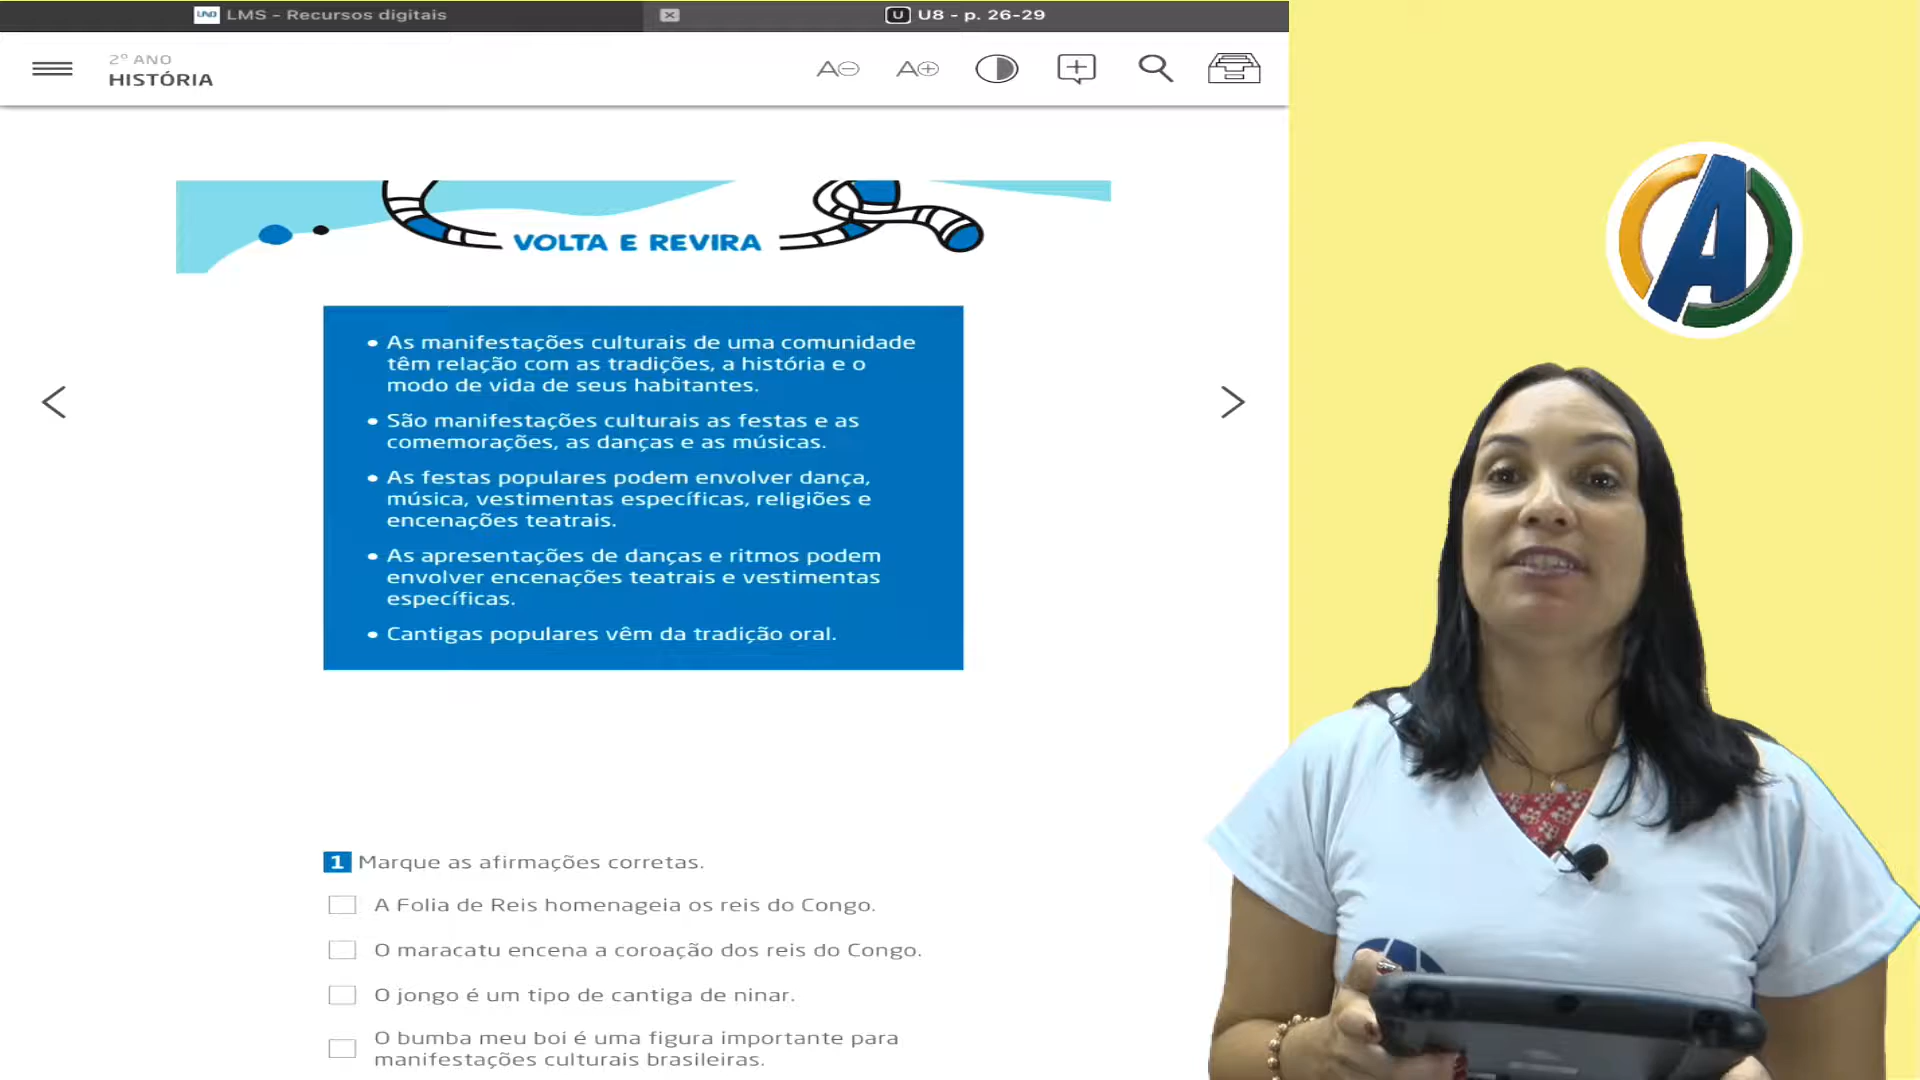 UNO LMS - Recursos digitais
U U8 - p. 26-29
2º ANO
HISTÓRIA
A A
VOLTA E REVIRA
• As manifestações culturais de uma comunidade
têm relação com as tradições, a história e o
modo de vida de seus habitantes.
• São manifestações culturais as festas e as
comemorações, as danças e as músicas.
• As festas populares podem envolver dança,
música, vestimentas específicas, religiões e
encenações teatrais.
• As apresentações de danças e ritmos podem
envolver encenações teatrais e vestimentas
específicas.
• Cantigas populares vêm da tradição oral.
1 Marque as afirmações corretas.
A Folia de Reis homenageia os reis do Congo.
O maracatu encena a coroação dos reis do Congo.
O jongo é um tipo de cantiga de ninar.
O bumba meu boi é uma figura importante para
manifestações culturais brasileiras.
A